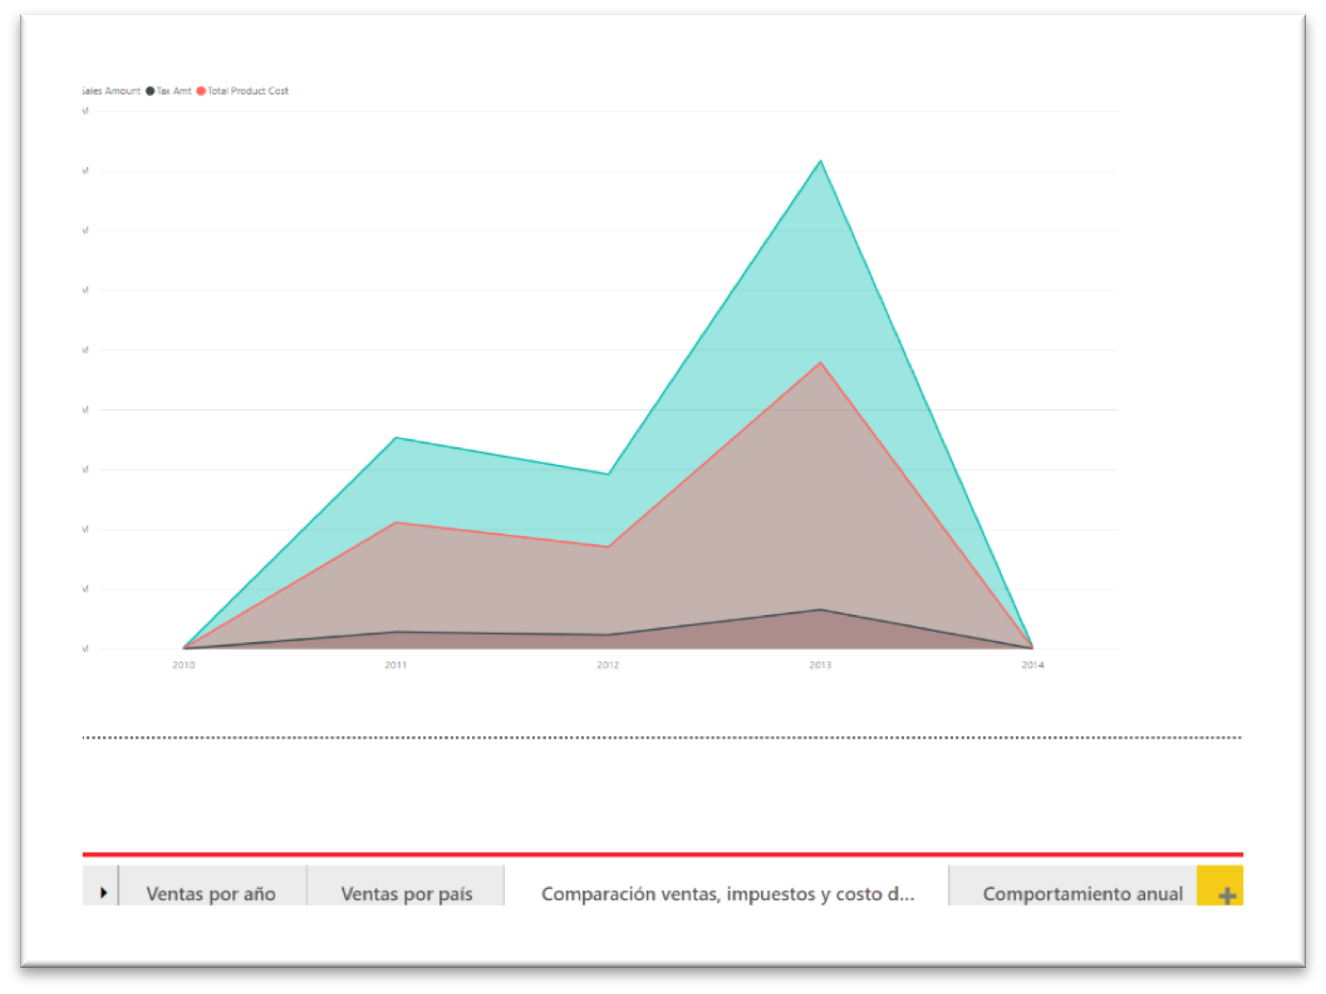 Sales Amount Tax Amt Total Product Cost
M
M
M
M
M
M
M
M
M
M
2010 2011 2012 2013 2014
Ventas por año Ventas por país Comparación ventas, impuestos y costo d... Comportamiento anual +